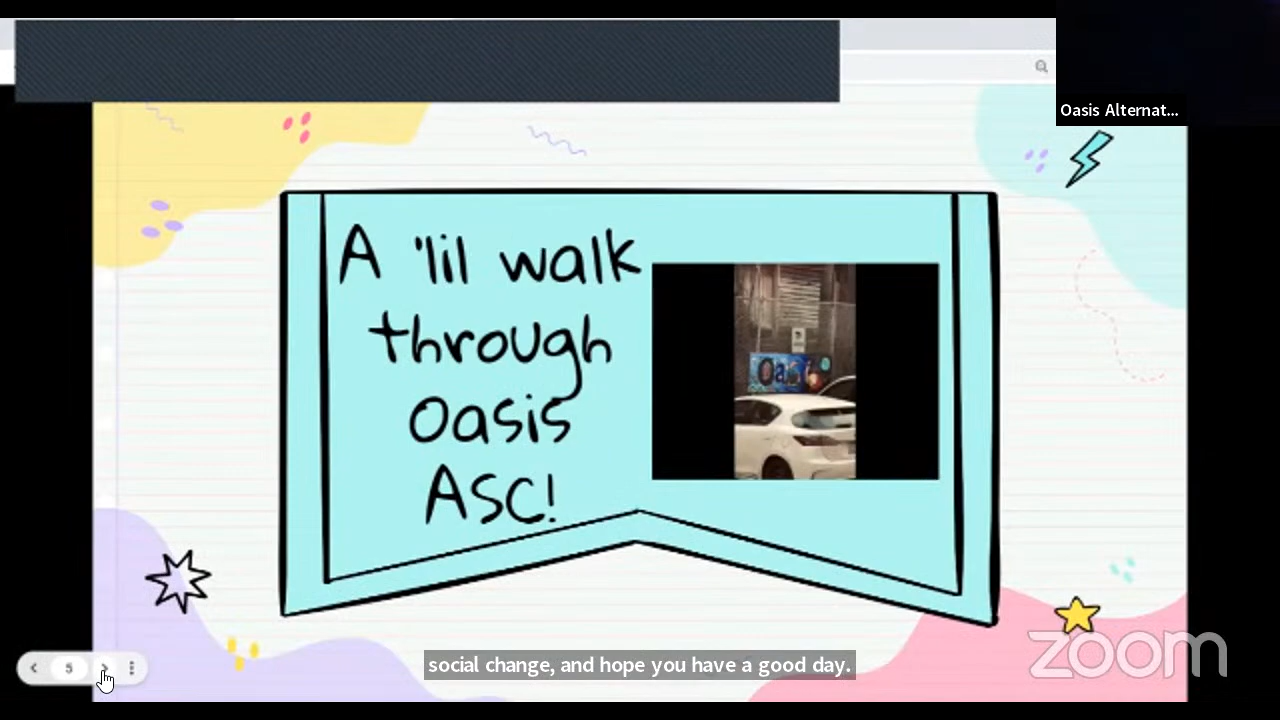 Oasis Alternat...
A 'lil walk
through
Oasis
ASC!
Oasis
5
social change, and hope you have a good day.
zoom